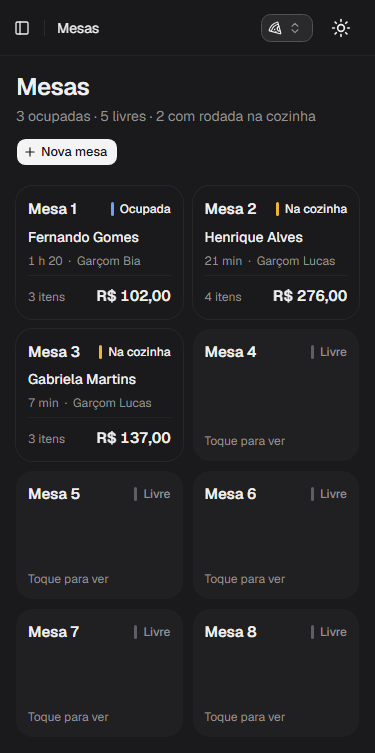 Mesas
Mesas
3 ocupadas · 5 livres · 2 com rodada na cozinha
+ Nova mesa
Mesa 1 Ocupada
Fernando Gomes
1 h 20 · Garçom Bia
3 itens R$ 102,00
Mesa 2 Na cozinha
Henrique Alves
21 min · Garçom Lucas
4 itens R$ 276,00
Mesa 3 Na cozinha
Gabriela Martins
7 min · Garçom Lucas
3 itens R$ 137,00
Mesa 4 Livre
Toque para ver
Mesa 5 Livre
Toque para ver
Mesa 6 Livre
Toque para ver
Mesa 7 Livre
Toque para ver
Mesa 8 Livre
Toque para ver